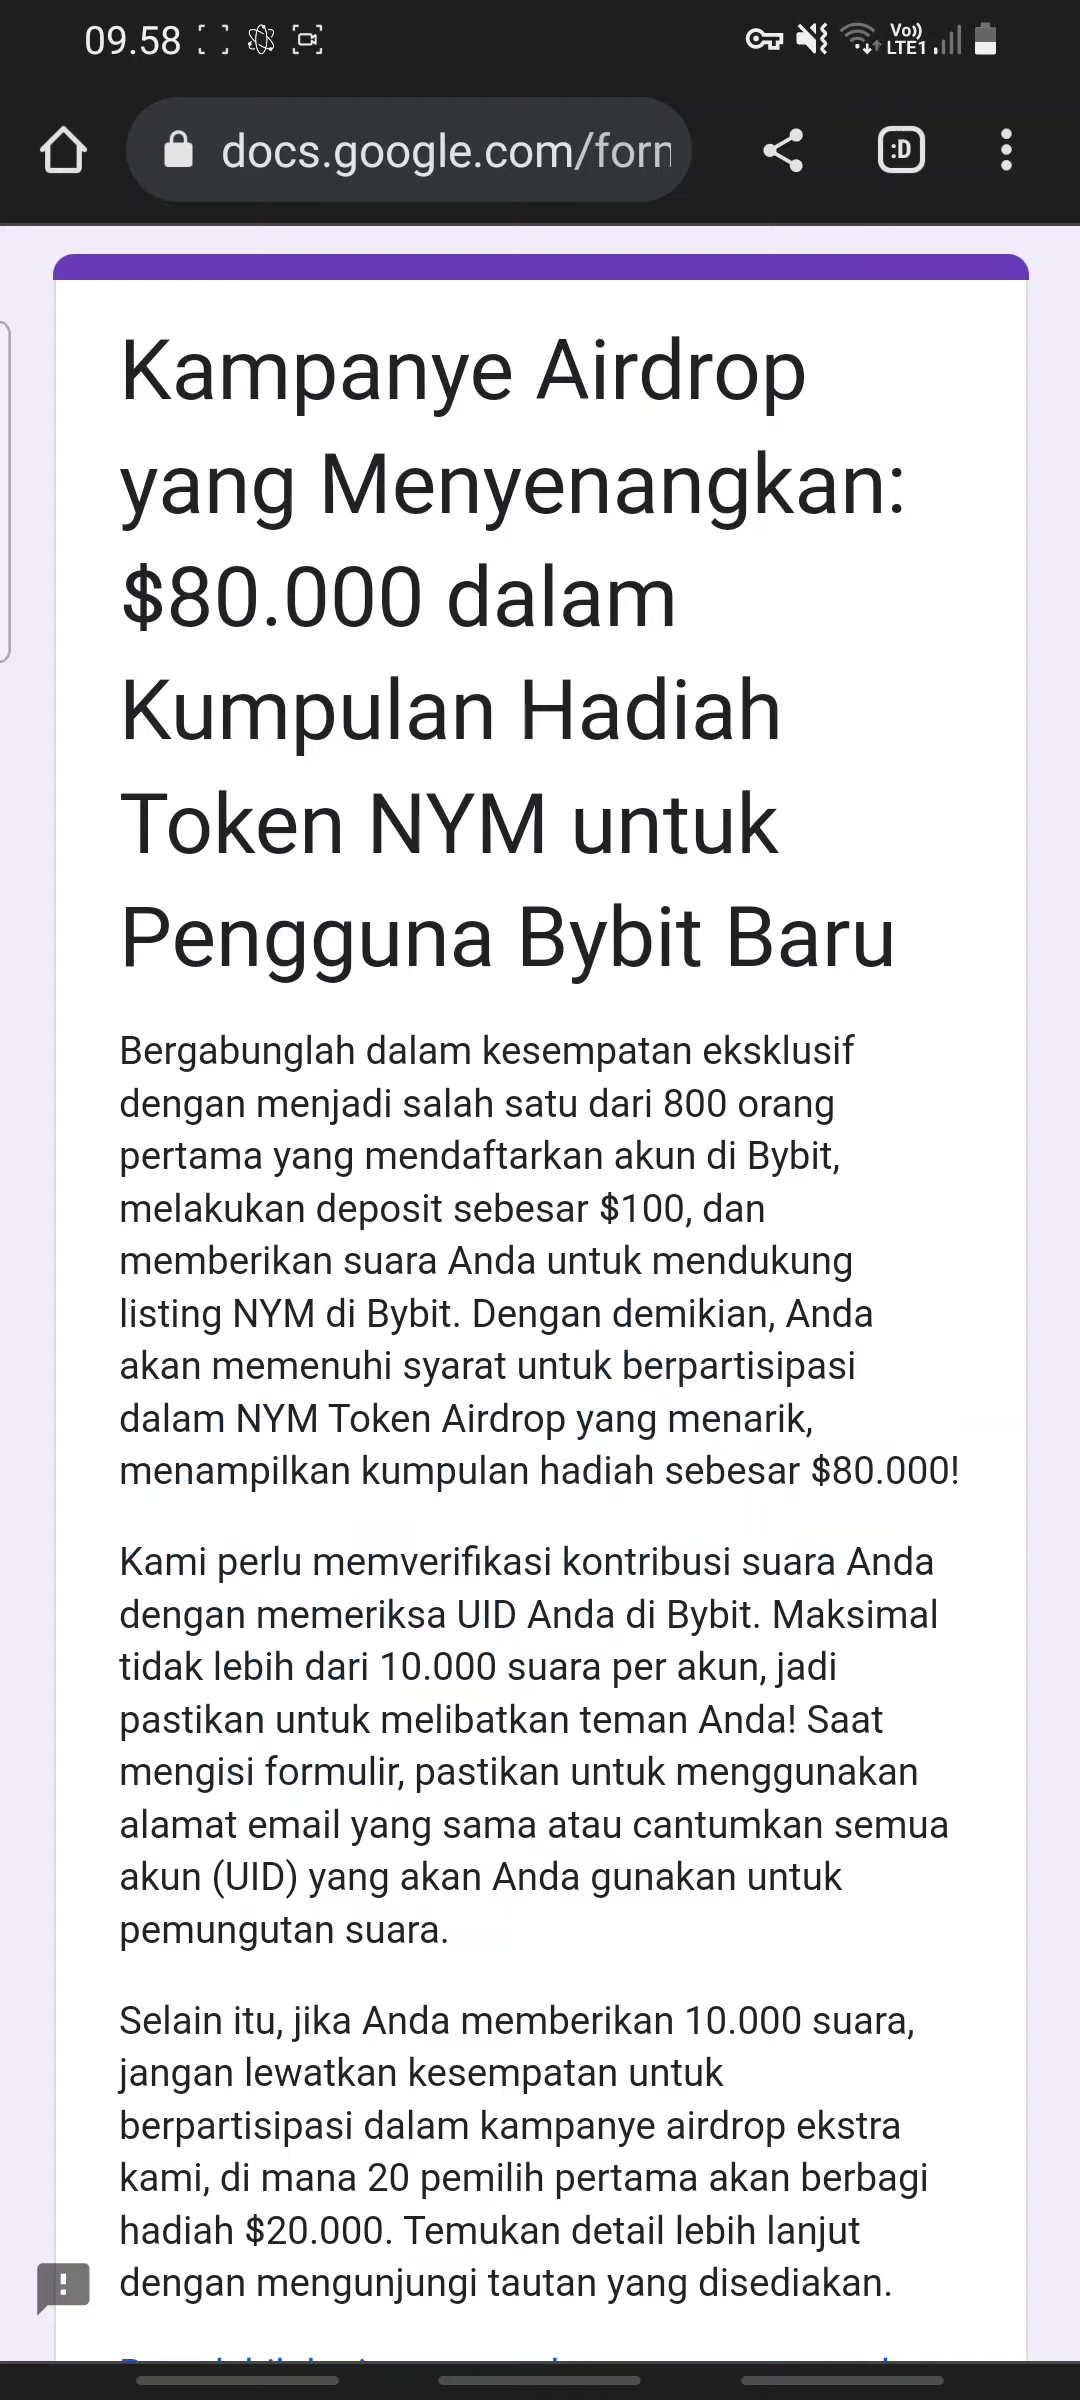 09.58
Vo))
LTE1
docs.google.com/forn
:D
Kampanye Airdrop
yang Menyenangkan:
$80.000 dalam
Kumpulan Hadiah
Token NYM untuk
Pengguna Bybit Baru
Bergabunglah dalam kesempatan eksklusif
dengan menjadi salah satu dari 800 orang
pertama yang mendaftarkan akun di Bybit,
melakukan deposit sebesar $100, dan
memberikan suara Anda untuk mendukung
listing NYM di Bybit. Dengan demikian, Anda
akan memenuhi syarat untuk berpartisipasi
dalam NYM Token Airdrop yang menarik,
menampilkan kumpulan hadiah sebesar $80.000!
Kami perlu memverifikasi kontribusi suara Anda
dengan memeriksa UID Anda di Bybit. Maksimal
tidak lebih dari 10.000 suara per akun, jadi
pastikan untuk melibatkan teman Anda! Saat
mengisi formulir, pastikan untuk menggunakan
alamat email yang sama atau cantumkan semua
akun (UID) yang akan Anda gunakan untuk
pemungutan suara.
Selain itu, jika Anda memberikan 10.000 suara,
jangan lewatkan kesempatan untuk
berpartisipasi dalam kampanye airdrop ekstra
kami, di mana 20 pemilih pertama akan berbagi
hadiah $20.000. Temukan detail lebih lanjut
dengan mengunjungi tautan yang disediakan.